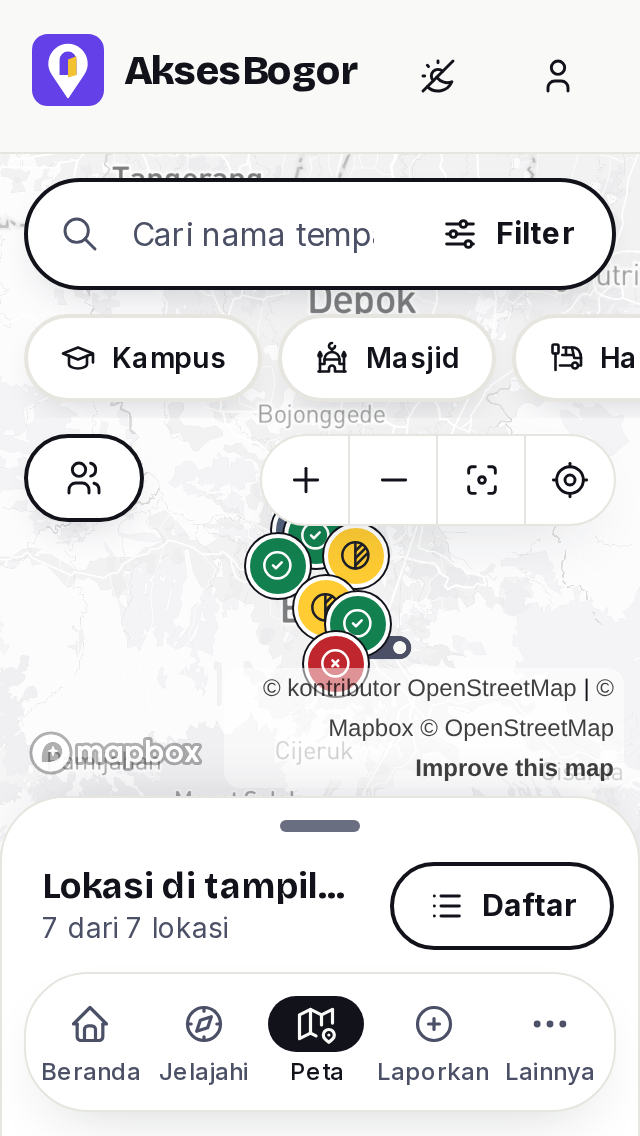 AksesBogor
Tangerang
Cari nama temp
Filter
Depok
Kampus
Masjid
Ha
Bojonggede
© kontributor OpenStreetMap | ©
Mapbox © OpenStreetMap
Improve this map
mapbox
Cijeruk
Lokasi di tampil...
7 dari 7 lokasi
Daftar
Beranda
Jelajahi
Peta
Laporkan
Lainnya